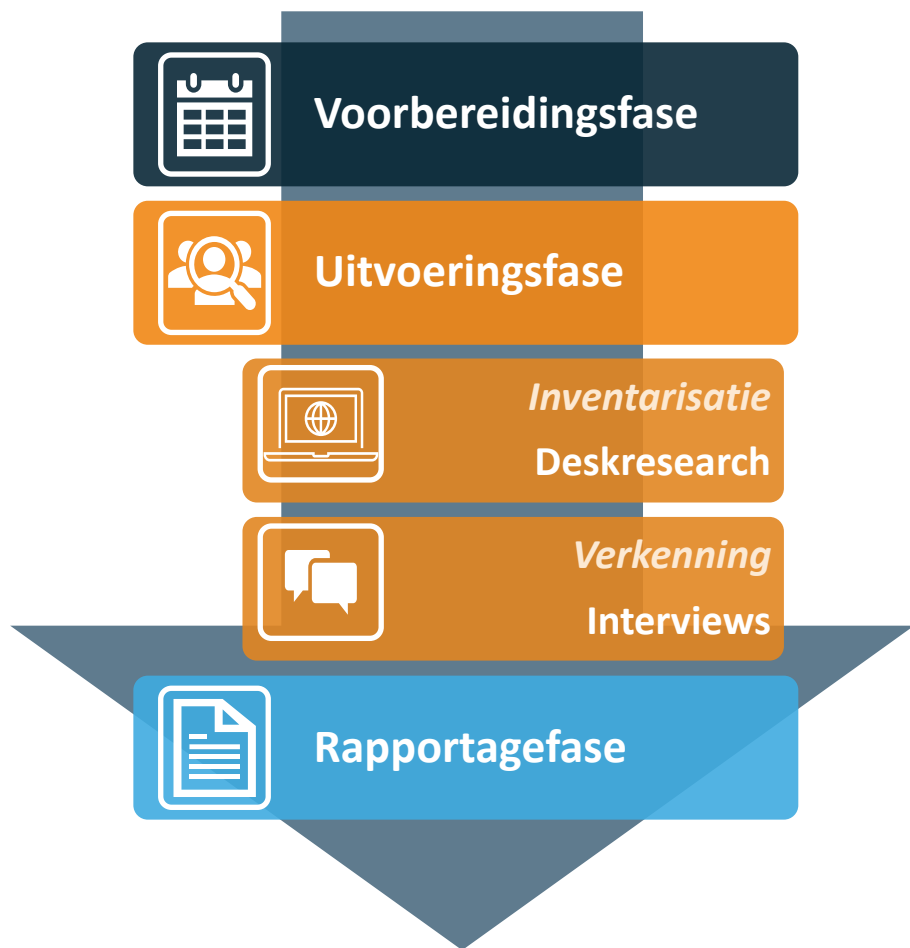 Voorbereidingsfase
Uitvoeringsfase
Inventarisatie
Deskresearch
Verkenning
Interviews
Rapportagefase